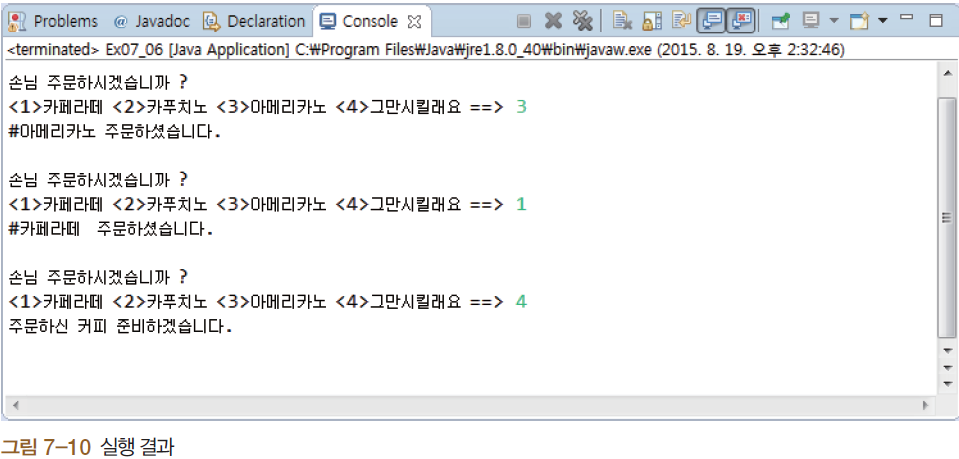 Problems @ Javadoc Declaration Console
<terminated> Ex07_06 [Java Application] C:₩Program Files₩Java₩jre1.8.0_40₩bin₩javaw.exe (2015. 8. 19. 오후 2:32:46)
손님 주문하시겠습니까 ?
<1>카페라떼 <2>카푸치노 <3>아메리카노 <4>그만시킬래요 ==> 3
#아메리카노 주문하셨습니다.
손님 주문하시겠습니까 ?
<1>카페라떼 <2>카푸치노 <3>아메리카노 <4>그만시킬래요 ==> 1
#카페라떼  주문하셨습니다.
손님 주문하시겠습니까 ?
<1>카페라떼 <2>카푸치노 <3>아메리카노 <4>그만시킬래요 ==> 4
주문하신 커피 준비하겠습니다.
그림 7-10 실행 결과